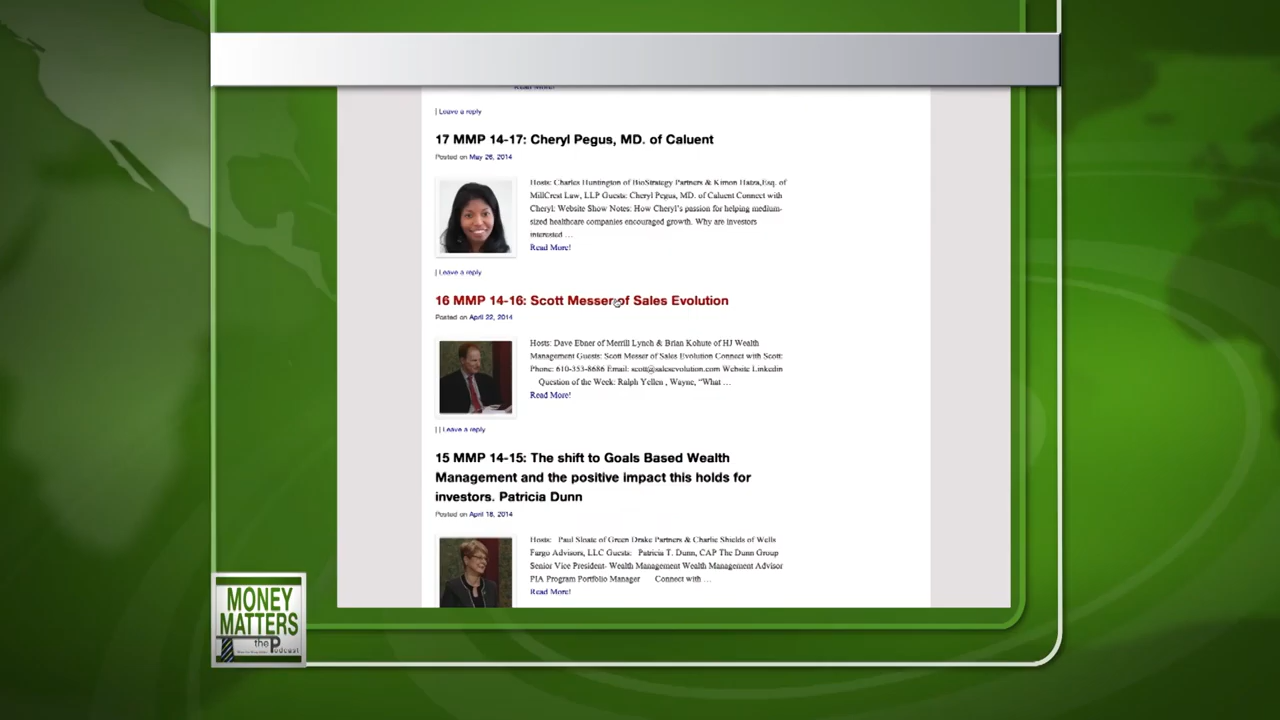 | Leave a reply
17 MMP 14-17: Cheryl Pegus, MD. of Caluent
Posted on May 26, 2014
Hosts: Charles Huntington of BioStrategy Partners & Kimon Hatza,Esq. of
MillCrest Law, LLP Guests: Cheryl Pegus, MD. of Caluent Connect with
Cheryl: Website Show Notes: How Cheryl's passion for helping medium-
sized healthcare companies encouraged growth. Why are investors
interested …
Read More!
| Leave a reply
16 MMP 14-16: Scott Messer of Sales Evolution
Posted on April 22, 2014
Hosts: Dave Ebner of Merrill Lynch & Brian Kohute of HJ Wealth
Management Guests: Scott Messer of Sales Evolution Connect with Scott:
Phone: 610-353-8686 Email: scott@salesevolution.com Website Linkedin
Question of the Week: Ralph Yellen , Wayne, “What …
Read More!
| | Leave a reply
15 MMP 14-15: The shift to Goals Based Wealth
Management and the positive impact this holds for
investors. Patricia Dunn
Posted on April 18, 2014
Hosts: Paul Sloate of Green Drake Partners & Charlie Shields of Wells
Fargo Advisors, LLC Guests: Patricia T. Dunn, CAP The Dunn Group
Senior Vice President- Wealth Management Wealth Management Advisor
PIA Program Portfolio Manager Connect with …
Read More!
MONEY
MATTERS
the Podcast